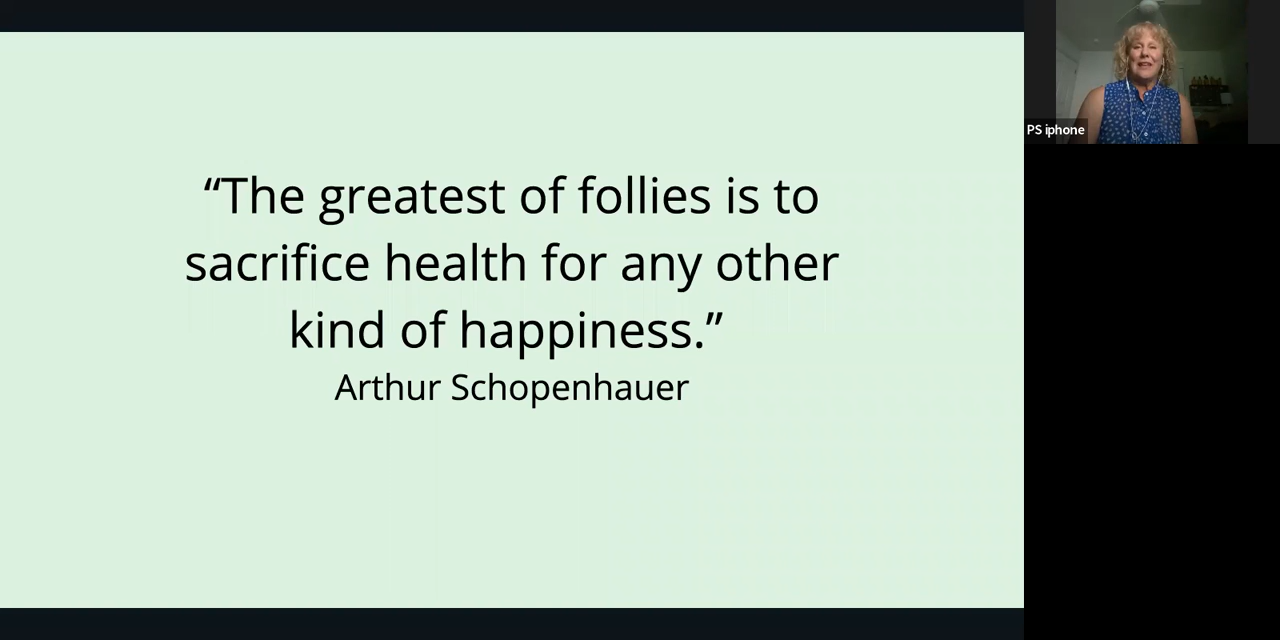 “The greatest of follies is to
sacrifice health for any other
kind of happiness.”
Arthur Schopenhauer
PS iphone